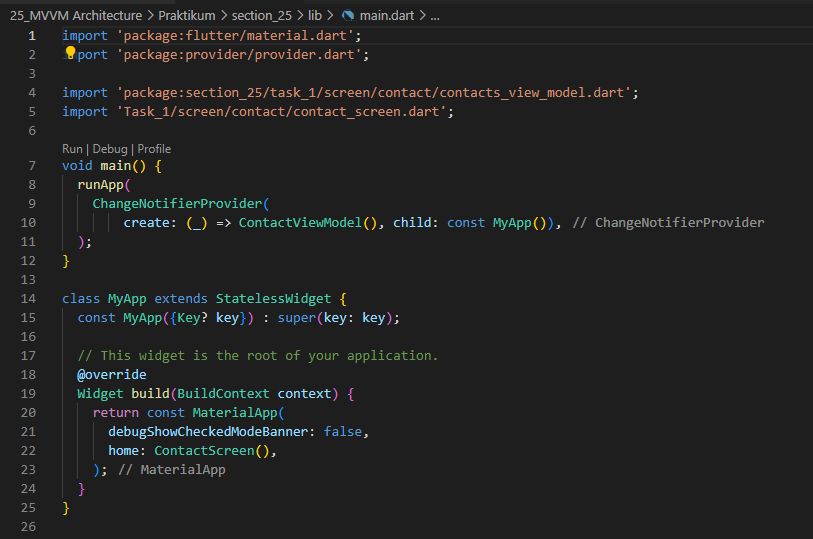 25_MVVM Architecture > Praktikum > section_25 > lib > main.dart > ...
1 import 'package:flutter/material.dart';
2 port 'package:provider/provider.dart';
3
4 import 'package:section_25/task_1/screen/contact/contacts_view_model.dart';
5 import 'Task_1/screen/contact/contact_screen.dart';
6
Run | Debug | Profile
7 void main() {
8   runApp(
9     ChangeNotifierProvider(
10         create: (_) => ContactViewModel(), child: const MyApp()), // ChangeNotifierProvider
11   );
12 }
13
14 class MyApp extends StatelessWidget {
15   const MyApp({Key? key}) : super(key: key);
16
17   // This widget is the root of your application.
18   @override
19   Widget build(BuildContext context) {
20     return const MaterialApp(
21       debugShowCheckedModeBanner: false,
22       home: ContactScreen(),
23     ); // MaterialApp
24   }
25 }
26